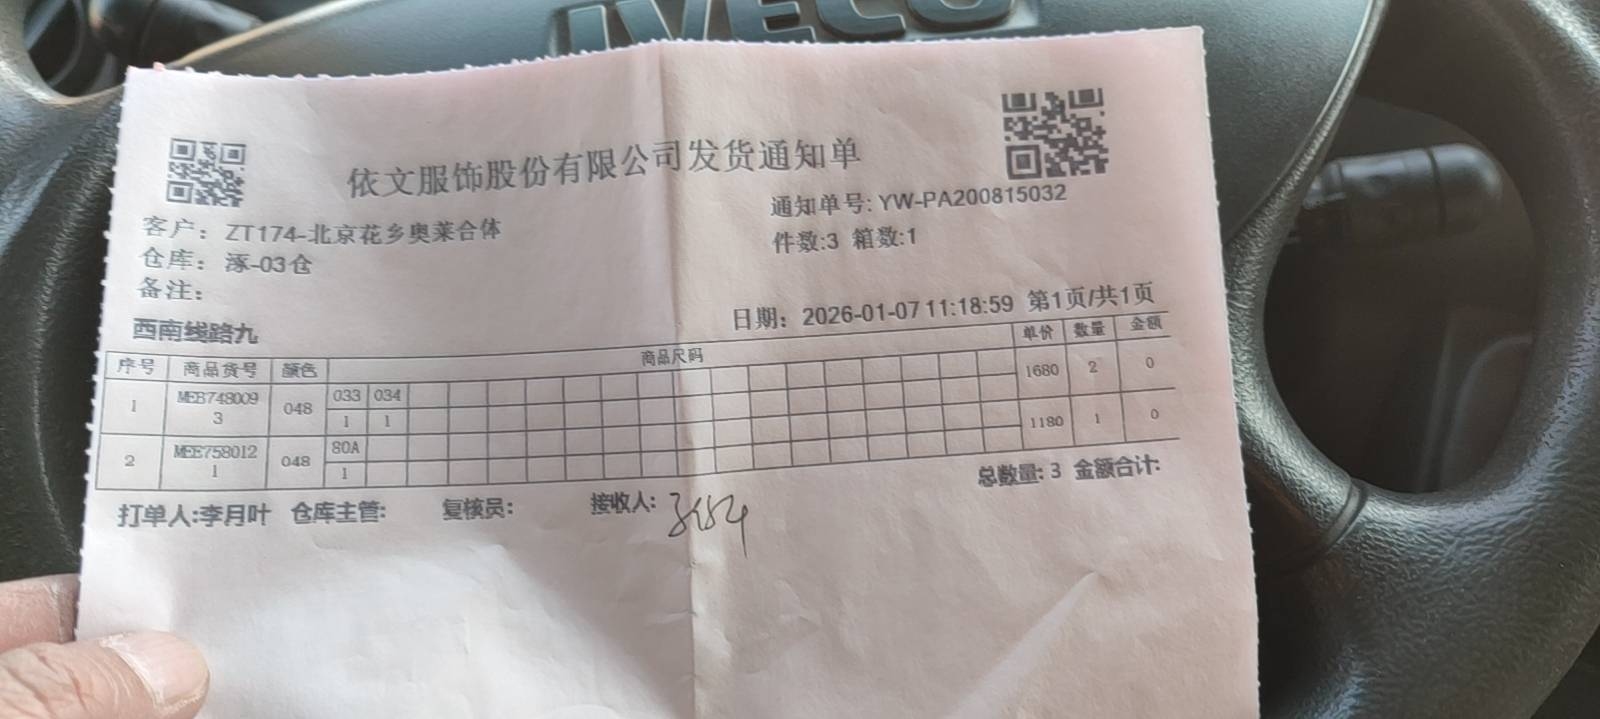 IVECO
依文服饰股份有限公司发货通知单
客户：ZT174-北京花乡奥莱合体
通知单号:YW-PA200815032
仓库：涿-03仓
件数:3 箱数:1
备注：
西南线路九
日期：2026-01-07 11:18:59 第1页/共1页
序号 商品货号 颜色 商品尺码 单价 数量 金额
1 MEB7480093 048 033 034 1680 2 0
1 1
2 MEE7580121 048 80A 1180 1 0
1
总数量:3 金额合计:
打单人:李月叶 仓库主管: 复核员: 接收人: